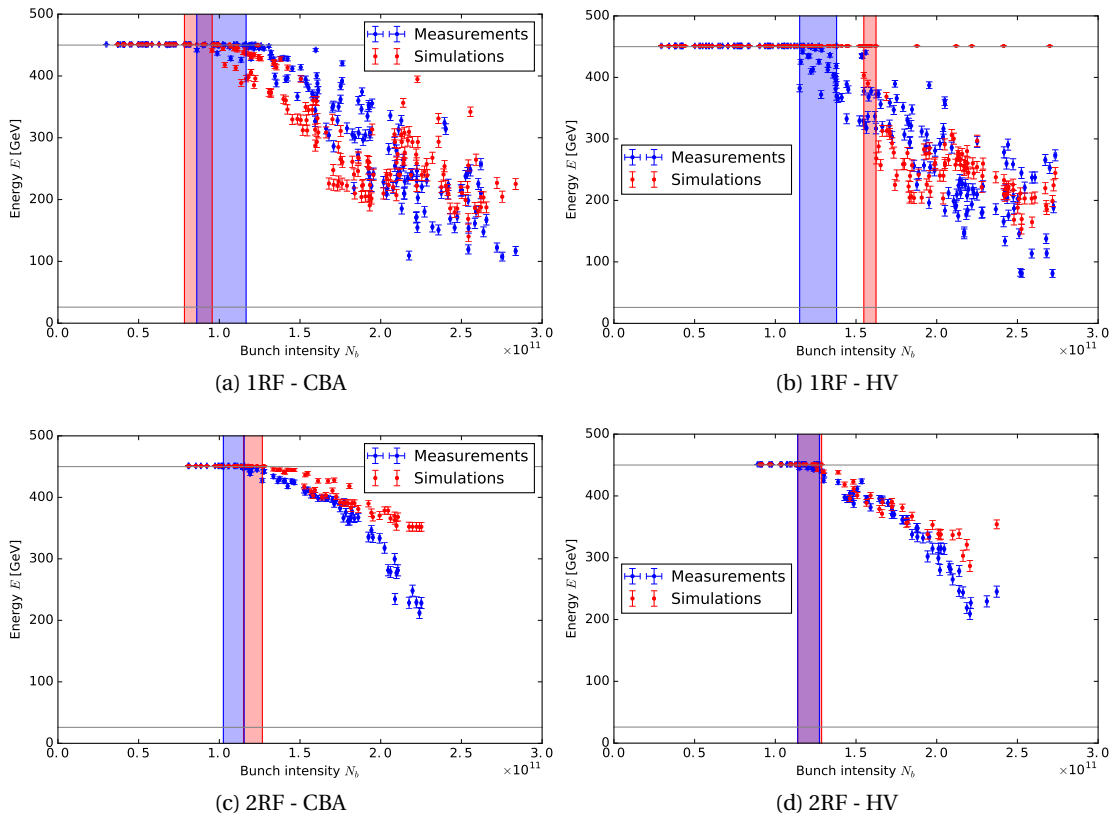 500
400
300
200
100
0
Energy E [GeV]
Measurements
Simulations
0.0 0.5 1.0 1.5 2.0 2.5 3.0
Bunch intensity N_b
×10^11
(a) 1RF - CBA
500
400
300
200
100
0
Energy E [GeV]
Measurements
Simulations
0.0 0.5 1.0 1.5 2.0 2.5 3.0
Bunch intensity N_b
×10^11
(b) 1RF - HV
500
400
300
200
100
0
Energy E [GeV]
Measurements
Simulations
0.0 0.5 1.0 1.5 2.0 2.5 3.0
Bunch intensity N_b
×10^11
(c) 2RF - CBA
500
400
300
200
100
0
Energy E [GeV]
Measurements
Simulations
0.0 0.5 1.0 1.5 2.0 2.5 3.0
Bunch intensity N_b
×10^11
(d) 2RF - HV